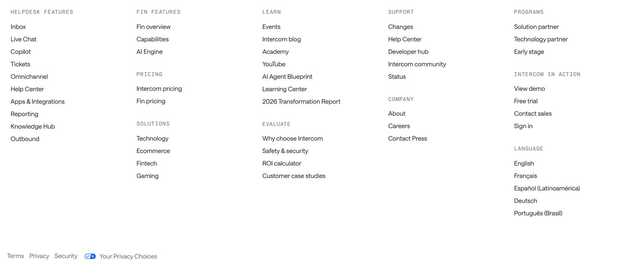 HELPDESK FEATURES
Inbox
Live Chat
Copilot
Tickets
Omnichannel
Help Center
Apps & Integrations
Reporting
Knowledge Hub
Outbound
FIN FEATURES
Fin overview
Capabilities
AI Engine
PRICING
Intercom pricing
Fin pricing
SOLUTIONS
Technology
Ecommerce
Fintech
Gaming
LEARN
Events
Intercom blog
Academy
YouTube
AI Agent Blueprint
Learning Center
2026 Transformation Report
EVALUATE
Why choose Intercom
Safety & security
ROI calculator
Customer case studies
SUPPORT
Changes
Help Center
Developer hub
Intercom community
Status
COMPANY
About
Careers
Contact Press
PROGRAMS
Solution partner
Technology partner
Early stage
INTERCOM IN ACTION
View demo
Free trial
Contact sales
Sign in
LANGUAGE
English
Français
Español (Latinoamérica)
Deutsch
Português (Brasil)
Terms Privacy Security Your Privacy Choices